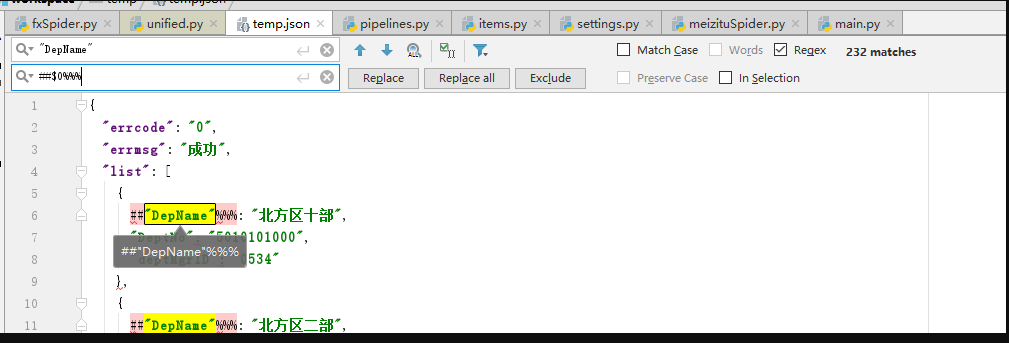 workspace temp temp.json
fxSpider.py unified.py temp.json pipelines.py items.py settings.py meizituSpider.py main.py
"DepName" Match Case Words Regex 232 matches
##$0%%% Replace Replace all Exclude Preserve Case In Selection
1 {
2 "errcode": "0",
3 "errmsg": "成功",
4 "list": [
5 {
6 ##"DepName"%%%: "北方区十部",
7 "DeptNo": "5010101000",
##"DepName"%%%
8 0534"
9 },
10 {
11 ##"DepName"%%%: "北方区二部",